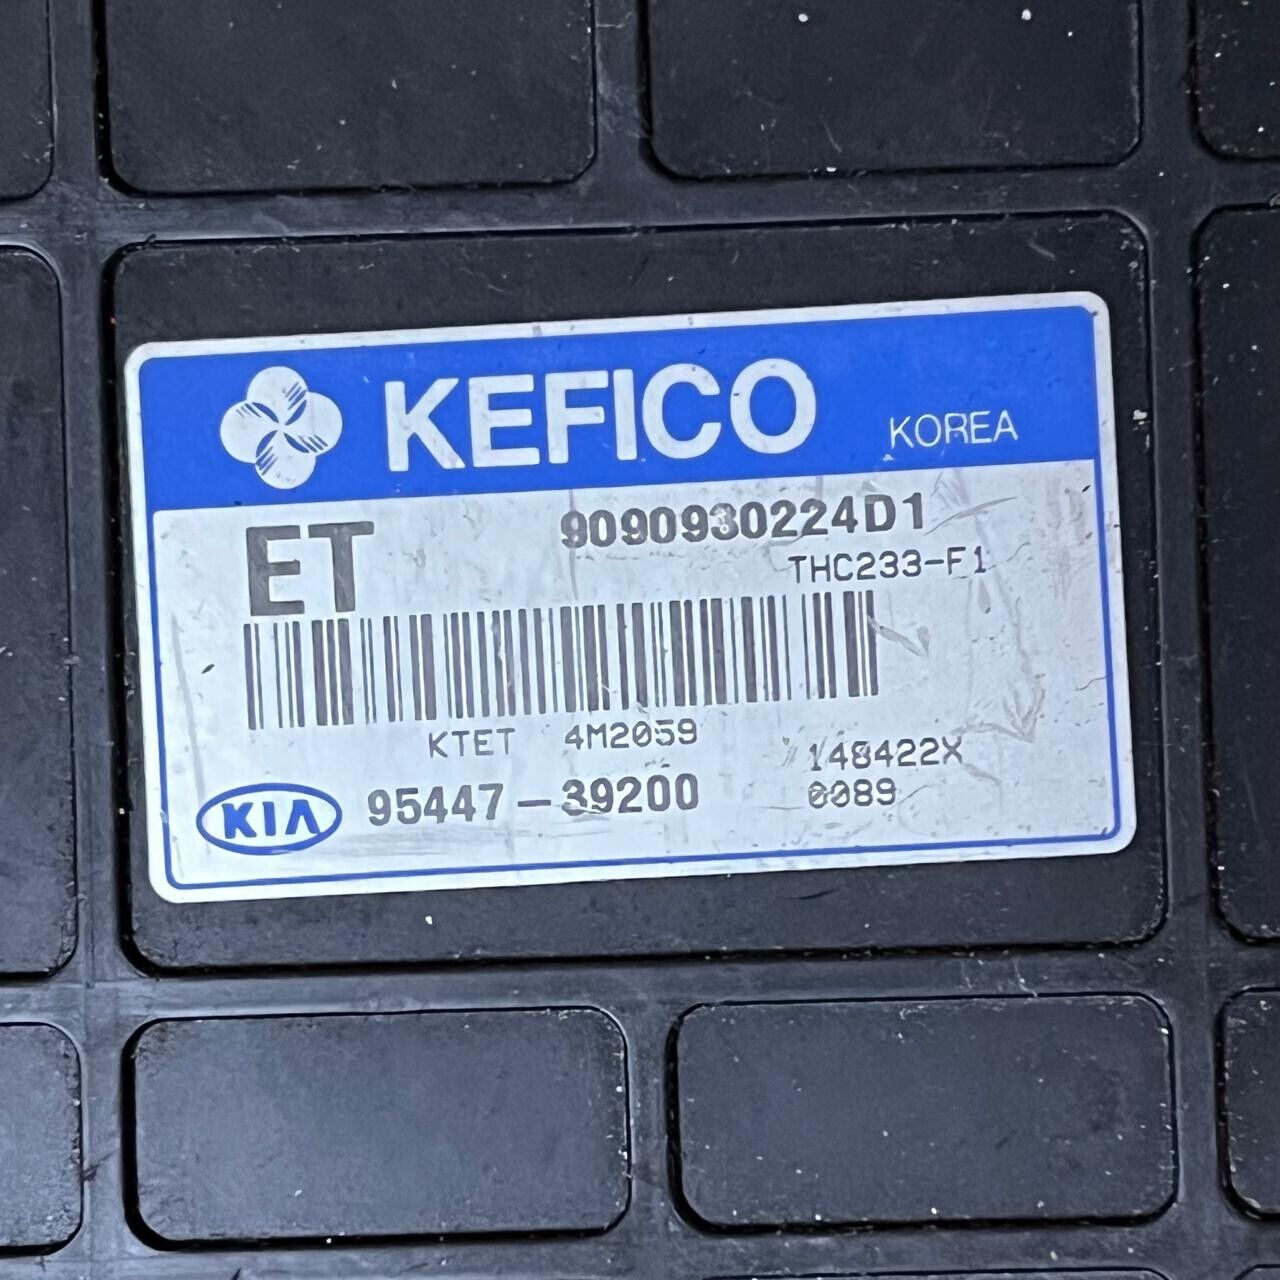 KEFICO KOREA
ET 9090930224D1
THC233-F1
KTET 4M2059
148422X
KIA 95447-39200
0089